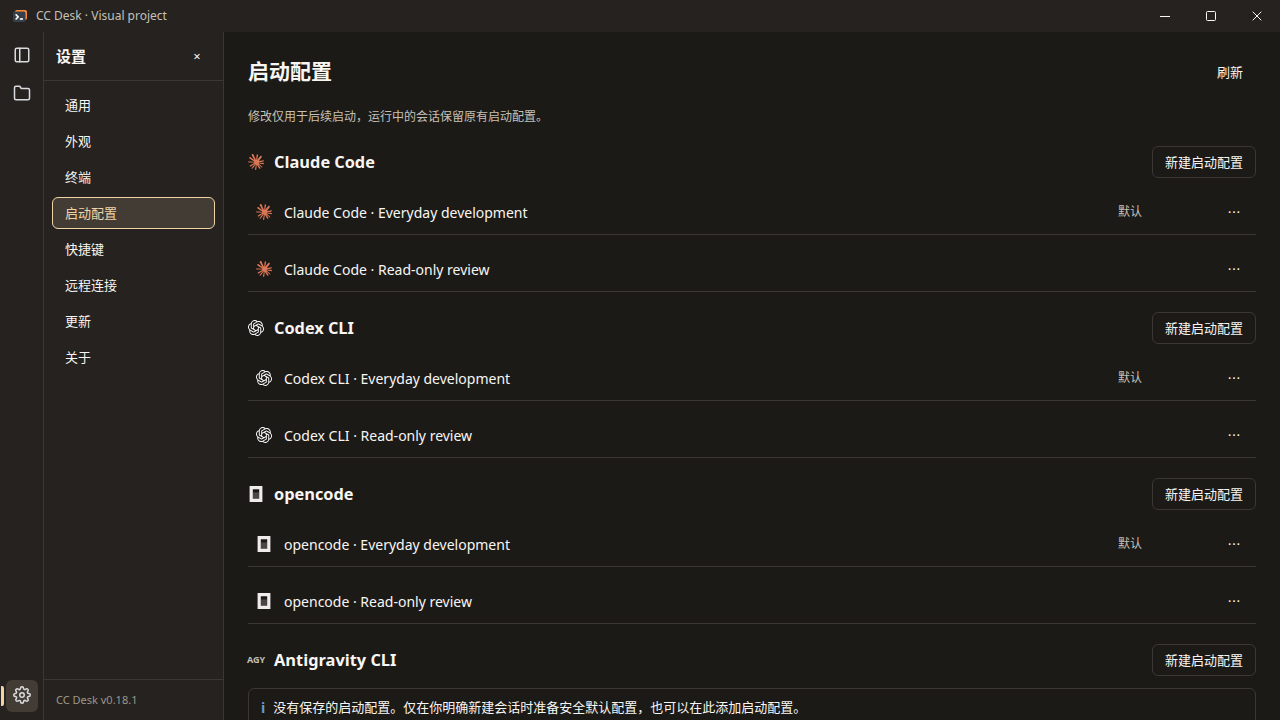 CC Desk · Visual project
设置
×
通用
外观
终端
启动配置
快捷键
远程连接
更新
关于
CC Desk v0.18.1
启动配置
刷新
修改仅用于后续启动，运行中的会话保留原有启动配置。
Claude Code
新建启动配置
Claude Code · Everyday development
默认
···
Claude Code · Read-only review
···
Codex CLI
新建启动配置
Codex CLI · Everyday development
默认
···
Codex CLI · Read-only review
···
opencode
新建启动配置
opencode · Everyday development
默认
···
opencode · Read-only review
···
AGY Antigravity CLI
新建启动配置
i 没有保存的启动配置。仅在你明确新建会话时准备安全默认配置，也可以在此添加启动配置。